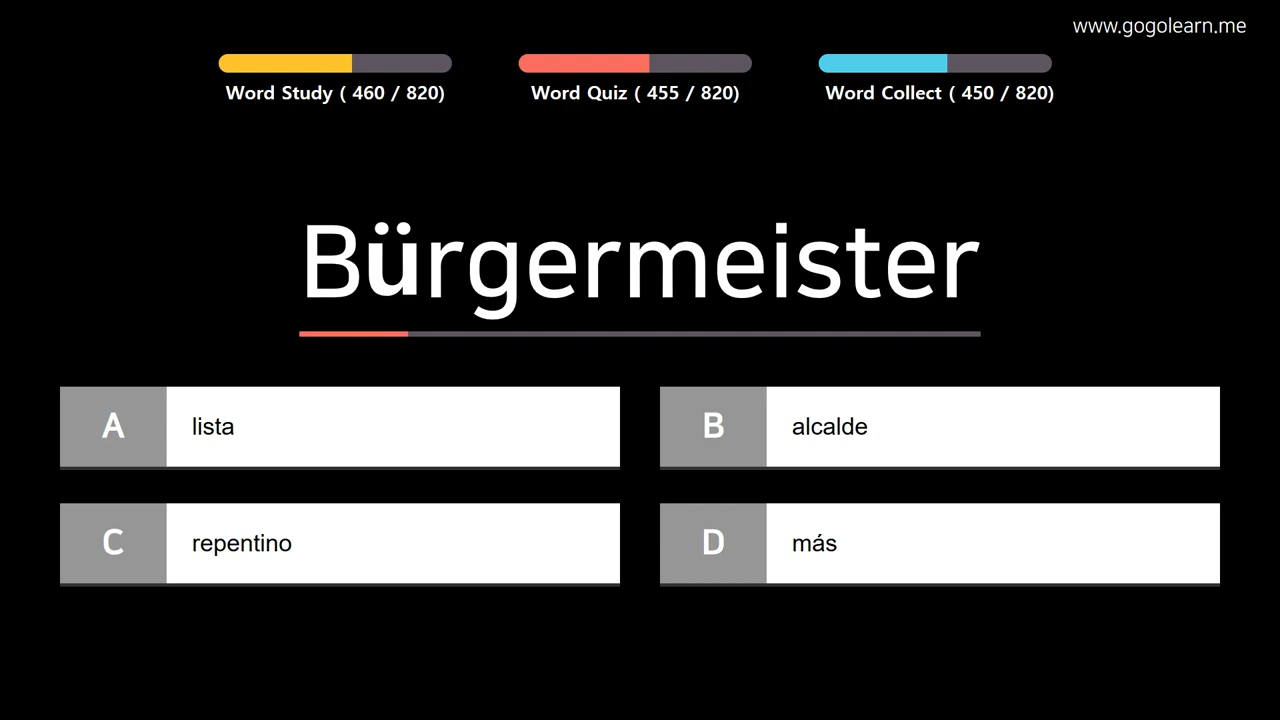 www.gogolearn.me
Word Study ( 460 / 820)
Word Quiz ( 455 / 820)
Word Collect ( 450 / 820)
Bürgermeister
A lista
B alcalde
C repentino
D más